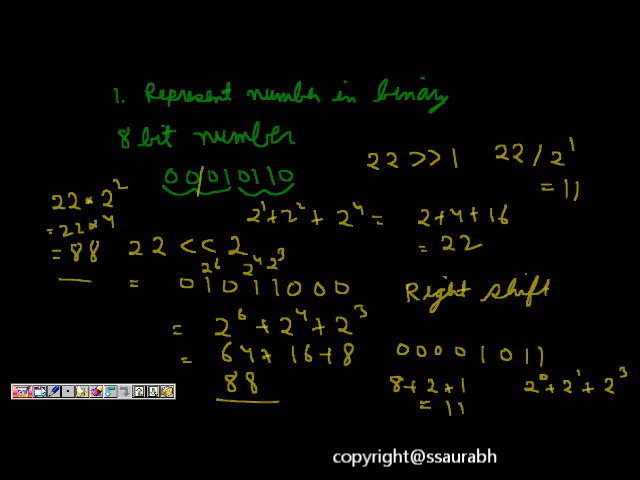 1. Represent number in binary
8 bit number
00010110
22 >> 1
22 / 2^1
= 11
2^1 + 2^2 + 2^4 = 2+4+16
= 22
22 * 2^2
= 22 * 4
= 88
22 << 2
2^6 2^4 2^3
= 01011000
= 2^6 + 2^4 + 2^3
= 64 + 16 + 8
88
Right shift
00001011
8 + 2 + 1
= 11
2^0 + 2^1 + 2^3
copyright@ssaurabh